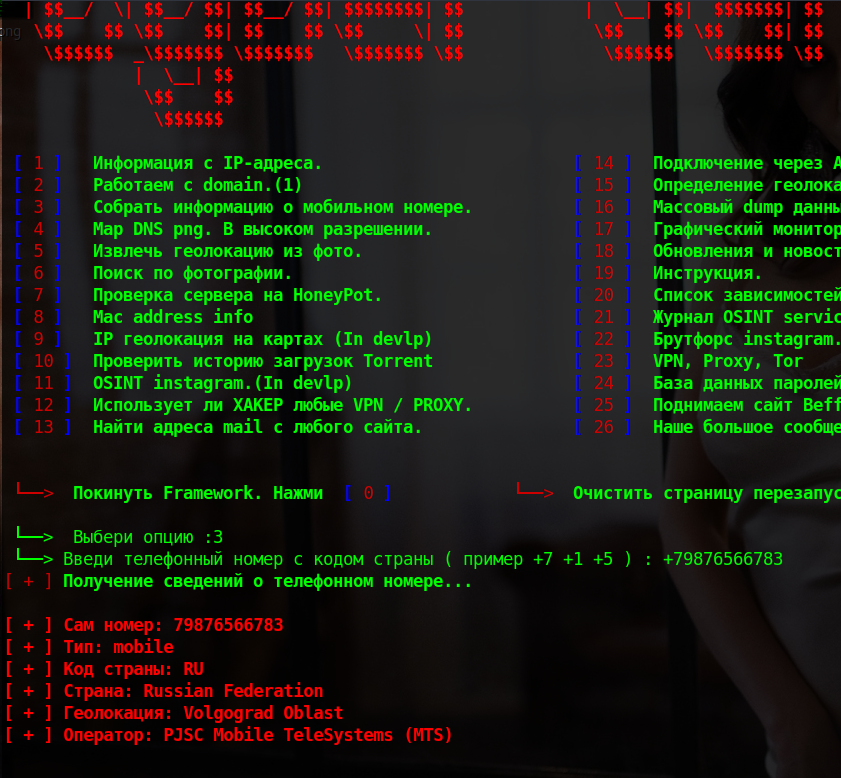 [ 1 ] Информация с IP-адреса.
[ 2 ] Работаем с domain.(1)
[ 3 ] Собрать информацию о мобильном номере.
[ 4 ] Map DNS png. В высоком разрешении.
[ 5 ] Извлечь геолокацию из фото.
[ 6 ] Поиск по фотографии.
[ 7 ] Проверка сервера на HoneyPot.
[ 8 ] Mac address info
[ 9 ] IP геолокация на картах (In devlp)
[ 10 ] Проверить историю загрузок Torrent
[ 11 ] OSINT instagram.(In devlp)
[ 12 ] Использует ли ХАКЕР любые VPN / PROXY.
[ 13 ] Найти адреса mail с любого сайта.
[ 14 ] Подключение через
[ 15 ] Определение геолока
[ 16 ] Массовый dump данны
[ 17 ] Графический монитор
[ 18 ] Обновления и новост
[ 19 ] Инструкция.
[ 20 ] Список зависимостей
[ 21 ] Журнал OSINT servic
[ 22 ] Брутфорс instagram.
[ 23 ] VPN, Proxy, Tor
[ 24 ] База данных паролей
[ 25 ] Поднимаем сайт Beff
[ 26 ] Наше большое сообще
└──> Покинуть Framework. Нажми [ 0 ]
└──> Очистить страницу перезапус
└──> Выбери опцию :3
└──> Введи телефонный номер с кодом страны ( пример +7 +1 +5 ) : +79876566783
[ + ] Получение сведений о телефонном номере...
[ + ] Сам номер: 79876566783
[ + ] Тип: mobile
[ + ] Код страны: RU
[ + ] Страна: Russian Federation
[ + ] Геолокация: Volgograd Oblast
[ + ] Оператор: PJSC Mobile TeleSystems (MTS)